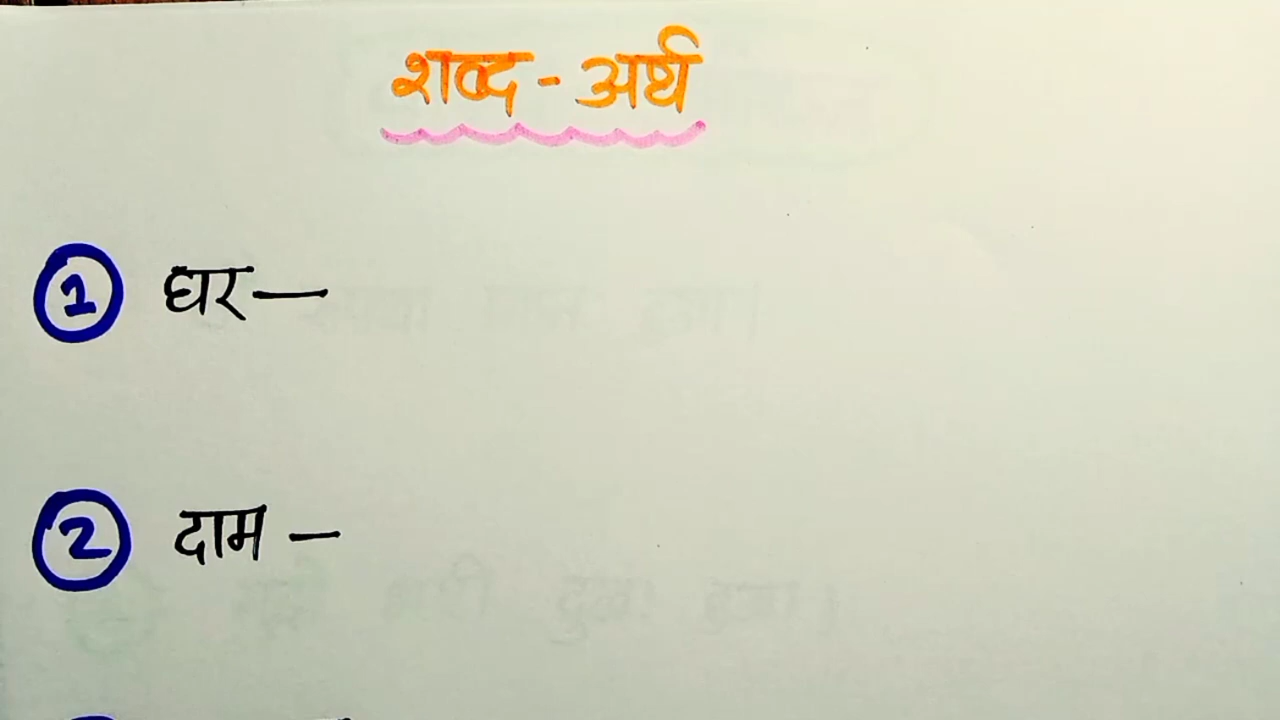 शब्द - अर्थ
1 घर —
2 दाम —